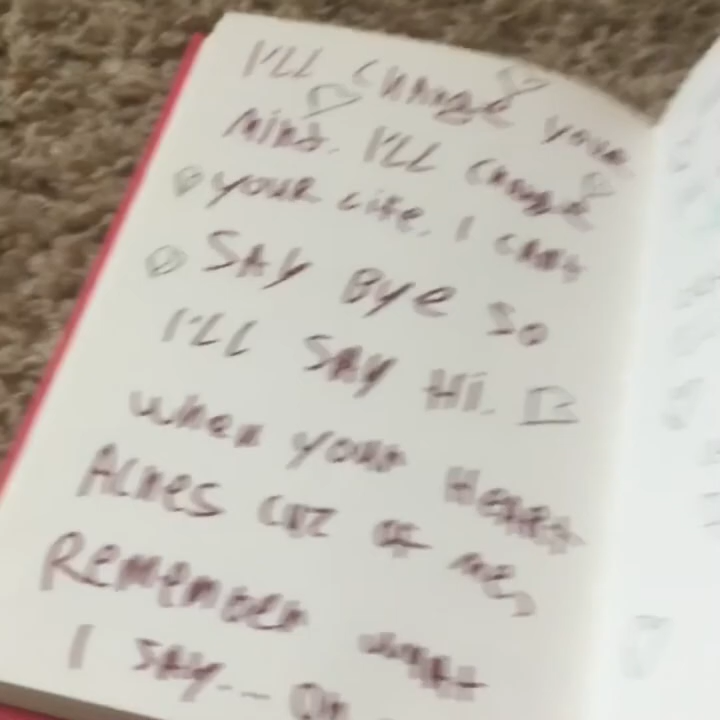 I'LL CHANGE your
mind. I'LL CHANGE
your life. I can't
SAY Bye so
I'LL SAY Hi.
when your HEART
ACHES cuz of me,
REMEMBER what
I SAY... Oh